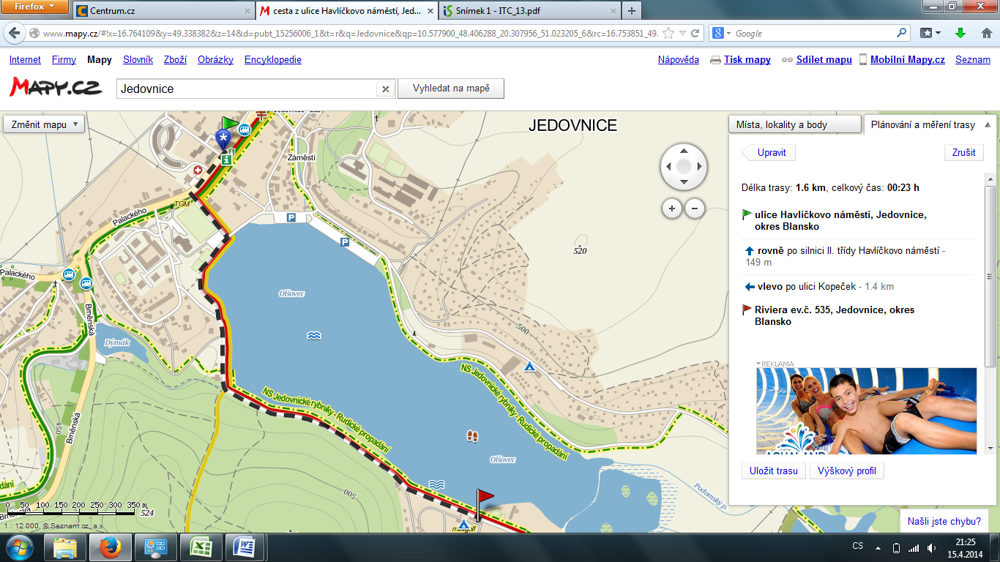 Firefox
Centrum.cz
cesta z ulice Havlíčkovo náměstí, Jed...
Snímek 1 - ITC_13.pdf
www.mapy.cz/#!x=16.764109&y=49.338382&z=14&d=pubt_15256006_1&t=r&q=Jedovnice&qp=10.577900_48.406288_20.307956_51.023205_6&rc=16.753851_49.
Google
Internet Firmy Mapy Slovník Zboží Obrázky Encyklopedie
Nápověda Tisk mapy Sdílet mapu Mobilní Mapy.cz Seznam
MAPY.CZ
Jedovnice
Vyhledat na mapě
Změnit mapu
JEDOVNICE
Místa, lokality a body
Plánování a měření trasy
Upravit
Zrušit
Délka trasy: 1.6 km, celkový čas: 00:23 h
ulice Havlíčkovo náměstí, Jedovnice,
okres Blansko
rovně po silnici II. třídy Havlíčkovo náměstí -
149 m
vlevo po ulici Kopeček - 1.4 km
Riviera ev.č. 535, Jedovnice, okres
Blansko
REKLAMA
AQUALAND
Uložit trasu
Výškový profil
Našli jste chybu?
Záměstí
TGM
Palackého
P
P
520
Palackého
Olšovec
Brněnská
500
Dýmák
NS Jedovnické rybníky - Rudické propadání
NS Jedovnické rybníky - Rudické propadání
450
Brněnská
Olšovec
500
Podomský p.
dání
0 50 100 150 200 250 300 350 m
524
Brněnská
minigolf
1 : 12 000, © Seznam.cz, a.s.
CS
21:25
15.4.2014